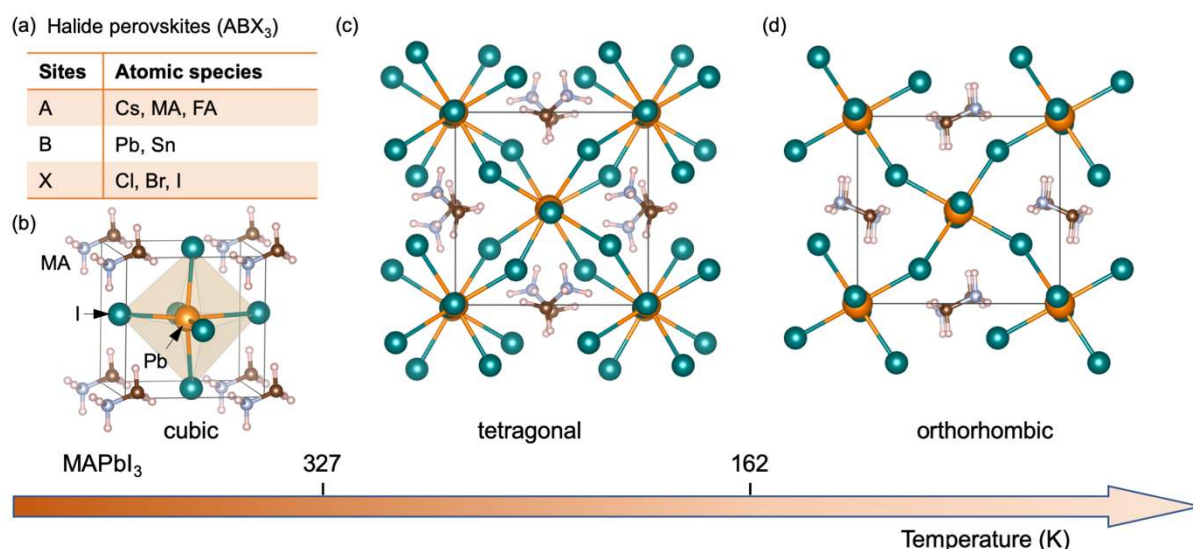 (a) Halide perovskites (ABX₃)
Sites Atomic species
A Cs, MA, FA
B Pb, Sn
X Cl, Br, I
(b)
MA
I
Pb
cubic
(c)
tetragonal
(d)
orthorhombic
MAPbI₃ 327 162
Temperature (K)